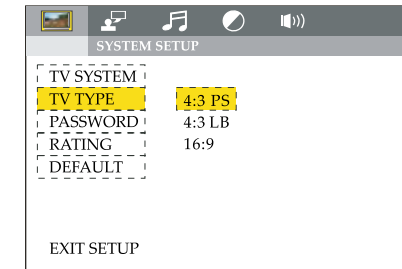 SYSTEM SETUP
TV SYSTEM
TV TYPE 4:3 PS
PASSWORD 4:3 LB
RATING 16:9
DEFAULT
EXIT SETUP